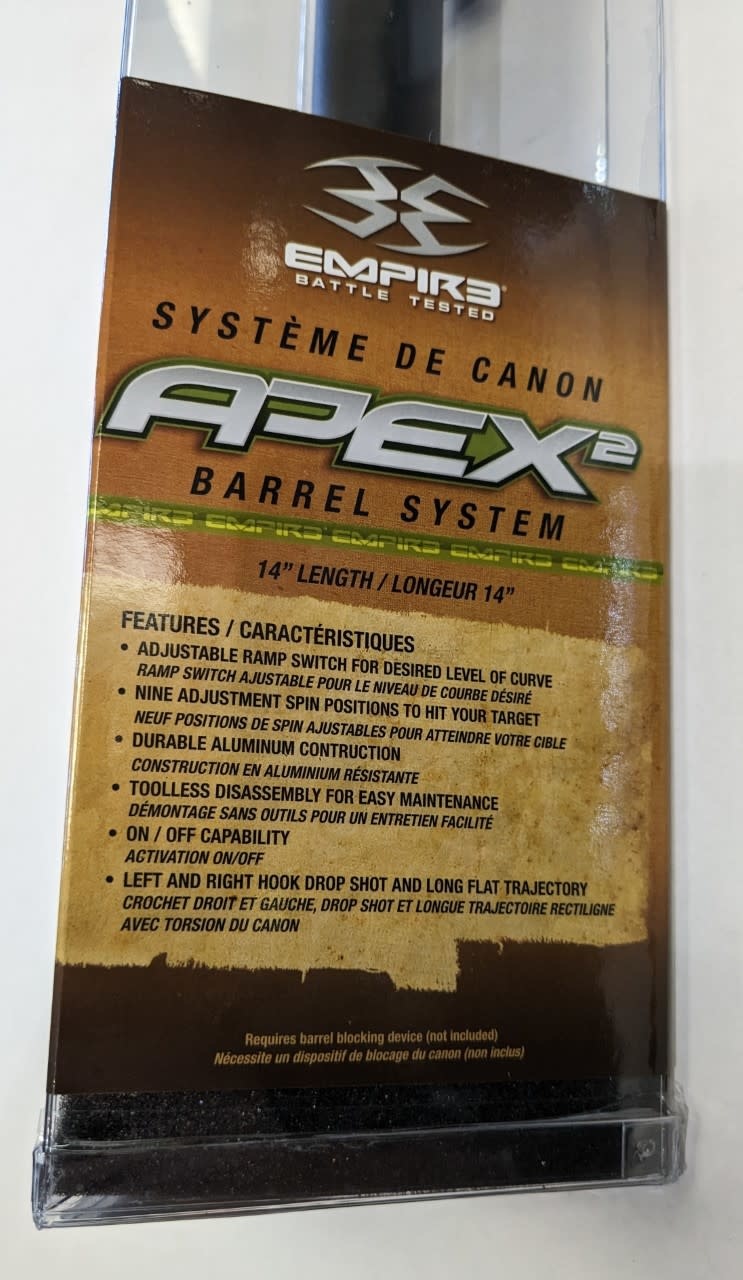 EMPIRE®
BATTLE TESTED
SYSTÈME DE CANON
APEX²
BARREL SYSTEM
EMPIRE EMPIRE EMPIRE EMPIRE EMPIRE
14” LENGTH / LONGEUR 14”
FEATURES / CARACTÉRISTIQUES
• ADJUSTABLE RAMP SWITCH FOR DESIRED LEVEL OF CURVE
RAMP SWITCH AJUSTABLE POUR LE NIVEAU DE COURBE DÉSIRÉ
• NINE ADJUSTMENT SPIN POSITIONS TO HIT YOUR TARGET
NEUF POSITIONS DE SPIN AJUSTABLES POUR ATTEINDRE VOTRE CIBLE
• DURABLE ALUMINUM CONTRUCTION
CONSTRUCTION EN ALUMINIUM RÉSISTANTE
• TOOLLESS DISASSEMBLY FOR EASY MAINTENANCE
DÉMONTAGE SANS OUTILS POUR UN ENTRETIEN FACILITÉ
• ON / OFF CAPABILITY
ACTIVATION ON/OFF
• LEFT AND RIGHT HOOK DROP SHOT AND LONG FLAT TRAJECTORY
CROCHET DROIT ET GAUCHE, DROP SHOT ET LONGUE TRAJECTOIRE RECTILIGNE
AVEC TORSION DU CANON
Requires barrel blocking device (not included)
Nécessite un dispositif de blocage du canon (non inclus)